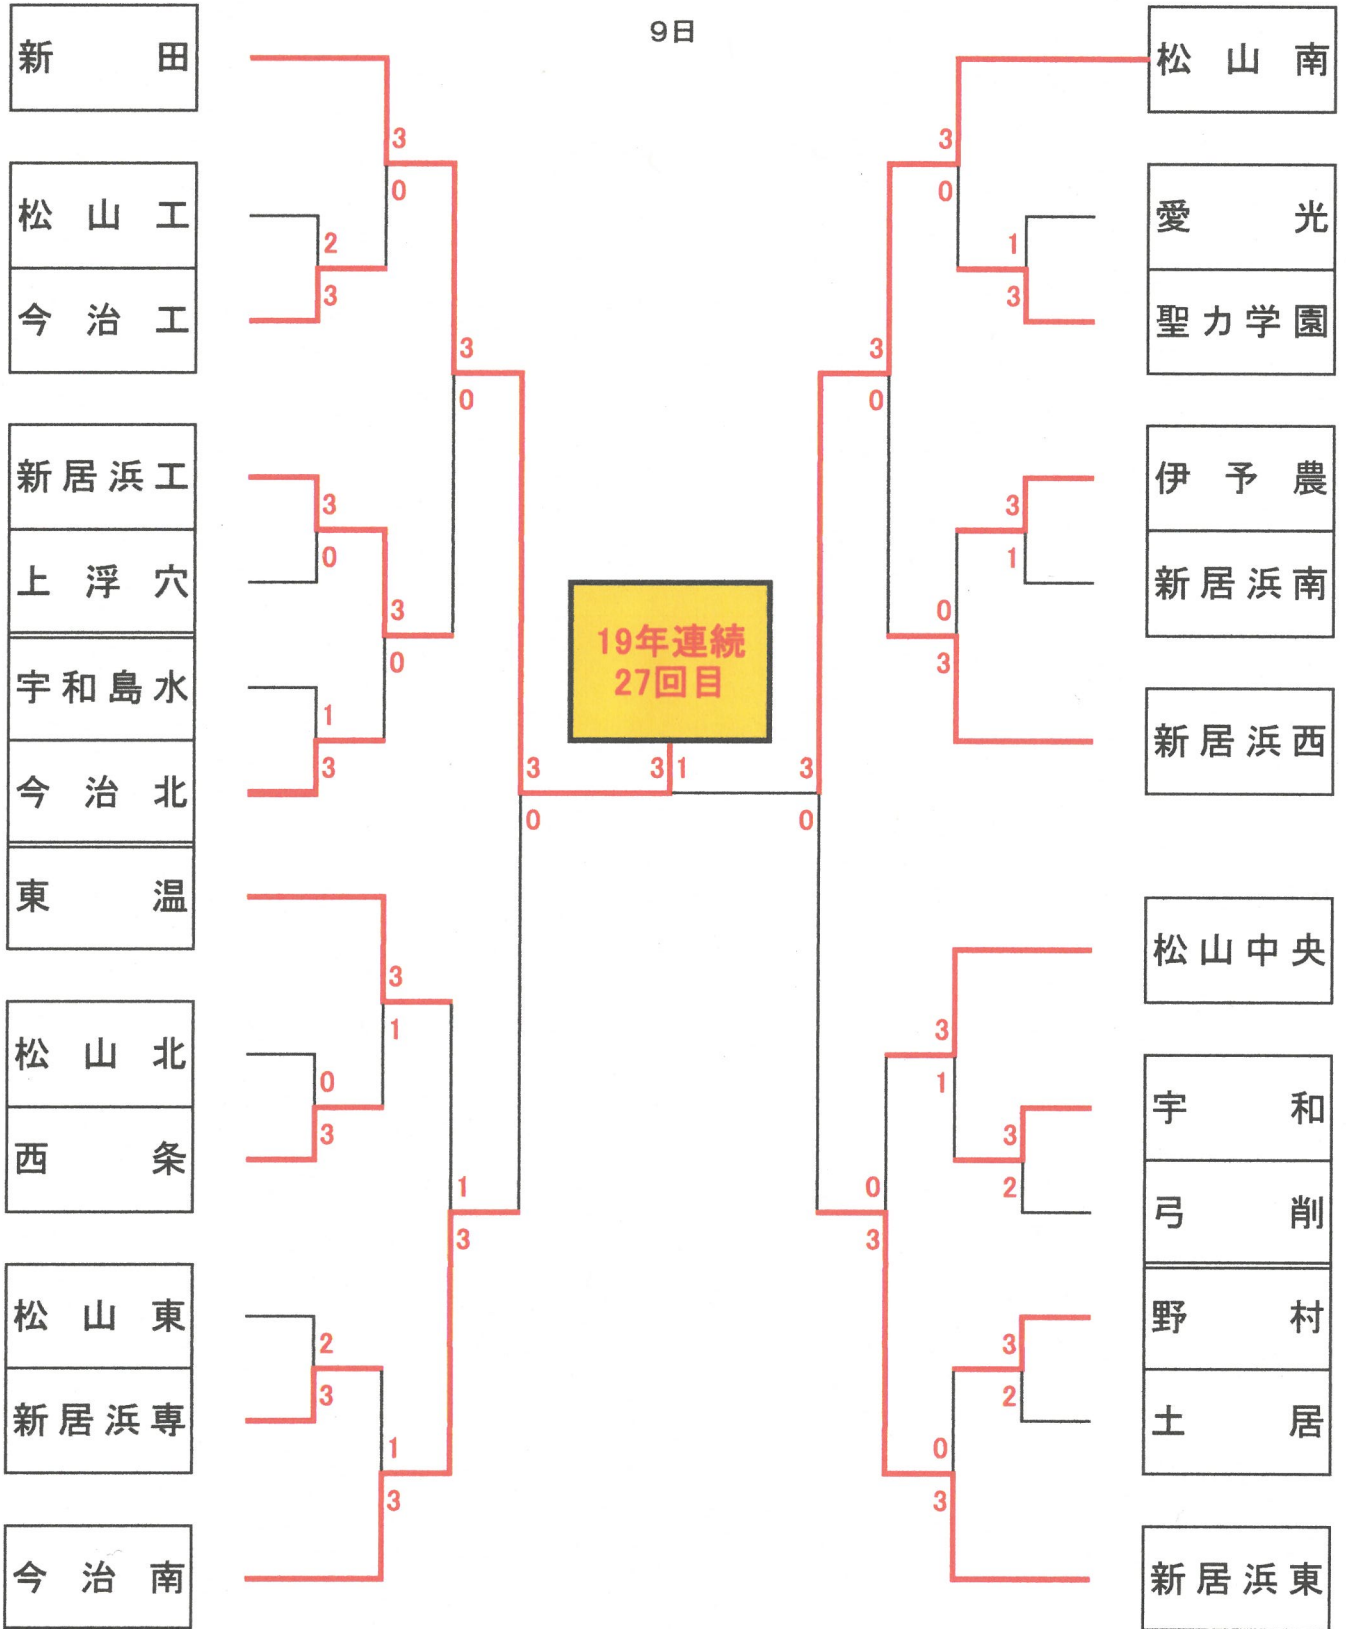 9日
新田
松山工
今治工
新居浜工
上浮穴
宇和島水
今治北
東温
松山北
西条
松山東
新居浜専
今治南
3
0
2
3
3
0
3
0
3
0
1
3
3
1
0
3
1
3
2
3
1
3
19年連続
27回目
3
0
3
1
3
0
松山南
愛光
聖カ学園
伊予農
新居浜南
新居浜西
松山中央
宇和
弓削
野村
土居
新居浜東
3
0
1
3
3
0
3
1
0
3
3
1
3
2
0
3
3
2
0
3